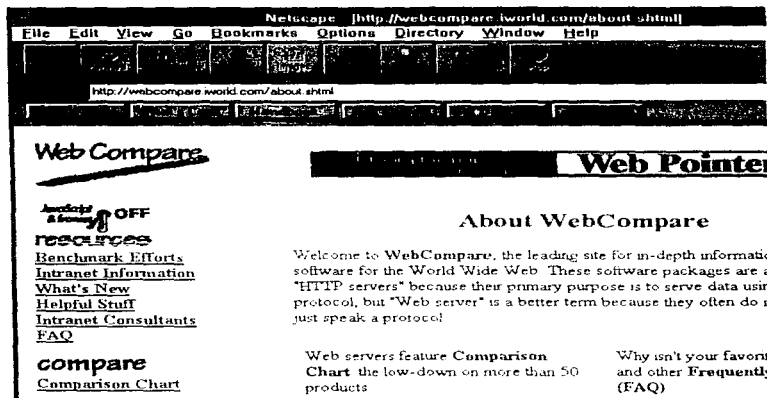 Netscape [http://webcompare.iworld.com/about.shtml]
File Edit View Go Bookmarks Options Directory Window Help
http://webcompare.iworld.com/about.shtml
Web Compare
Web Pointe
JavaScript
OFF
resources
Benchmark Efforts
Intranet Information
What's New
Helpful Stuff
Intranet Consultants
FAQ
compare
Comparison Chart
About WebCompare
Welcome to WebCompare, the leading site for in-depth informatio
software for the World Wide Web. These software packages are a
"HTTP servers" because their primary purpose is to serve data usin
protocol, but "Web server" is a better term because they often do
just speak a protocol
Web servers feature Comparison
Chart the low-down on more than 50
products
Why isn't your favorit
and other Frequently
(FAQ)